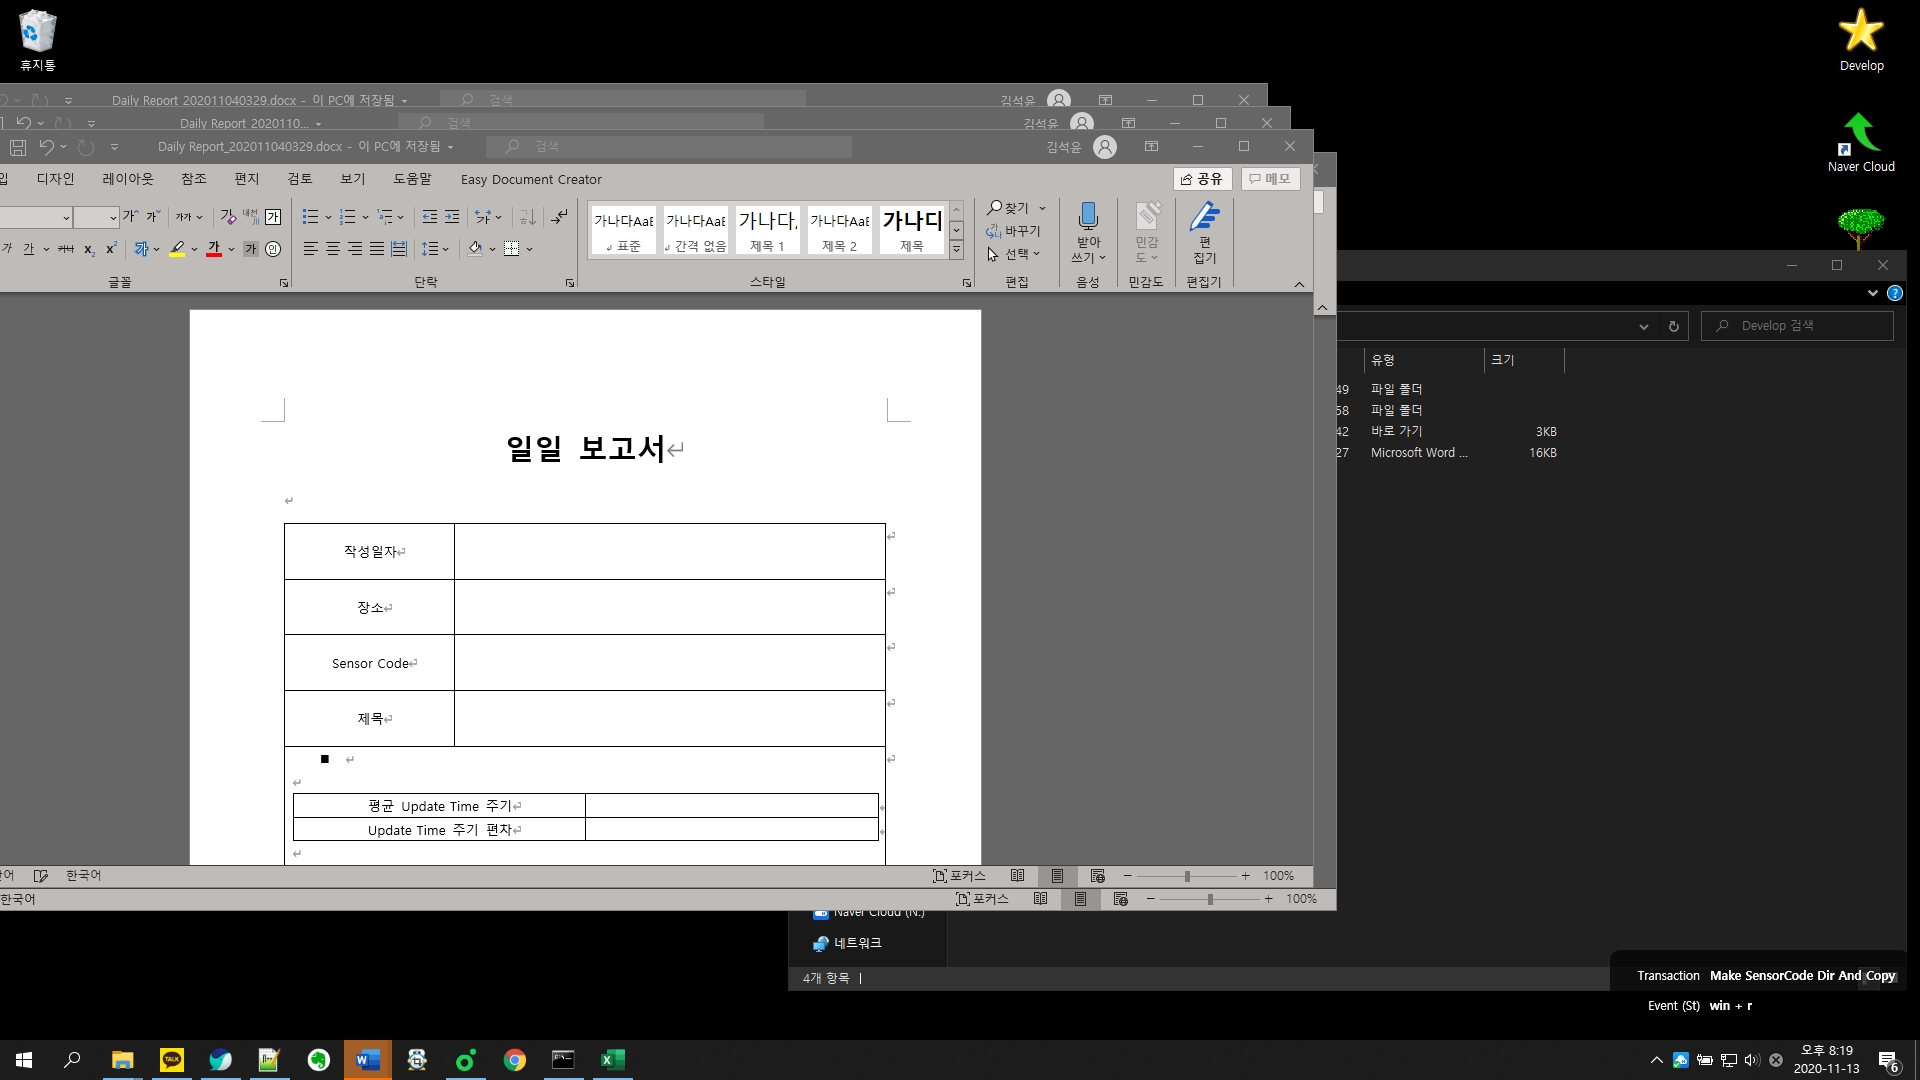 휴지통
Develop
Naver Cloud
Daily Report_202011040329.docx - 이 PC에 저장됨
검색
김석윤
Daily Report_2020110...
검색
김석윤
Daily Report_202011040329.docx - 이 PC에 저장됨
검색
김석윤
입 디자인 레이아웃 참조 편지 검토 보기 도움말 Easy Document Creator
공유 메모
가나다AaB 가나다AaB 가나다 가나다AaB 가나다
표준 간격 없음 제목 1 제목 2 제목
찾기
바꾸기
선택
받아쓰기
민감도
편집기
글꼴 단락 스타일 편집 음성 민감도 편집기
Develop 검색
유형 크기
49 파일 폴더
58 파일 폴더
42 바로 가기 3KB
27 Microsoft Word ... 16KB
일일 보고서
작성일자
장소
Sensor Code
제목
■
평균 Update Time 주기
Update Time 주기 편차
한국어 포커스 100%
한국어 포커스 100%
Naver Cloud (N:)
네트워크
4개 항목
Transaction Make SensorCode Dir And Copy
Event (St) win + r
TALK
오후 8:19
2020-11-13
6